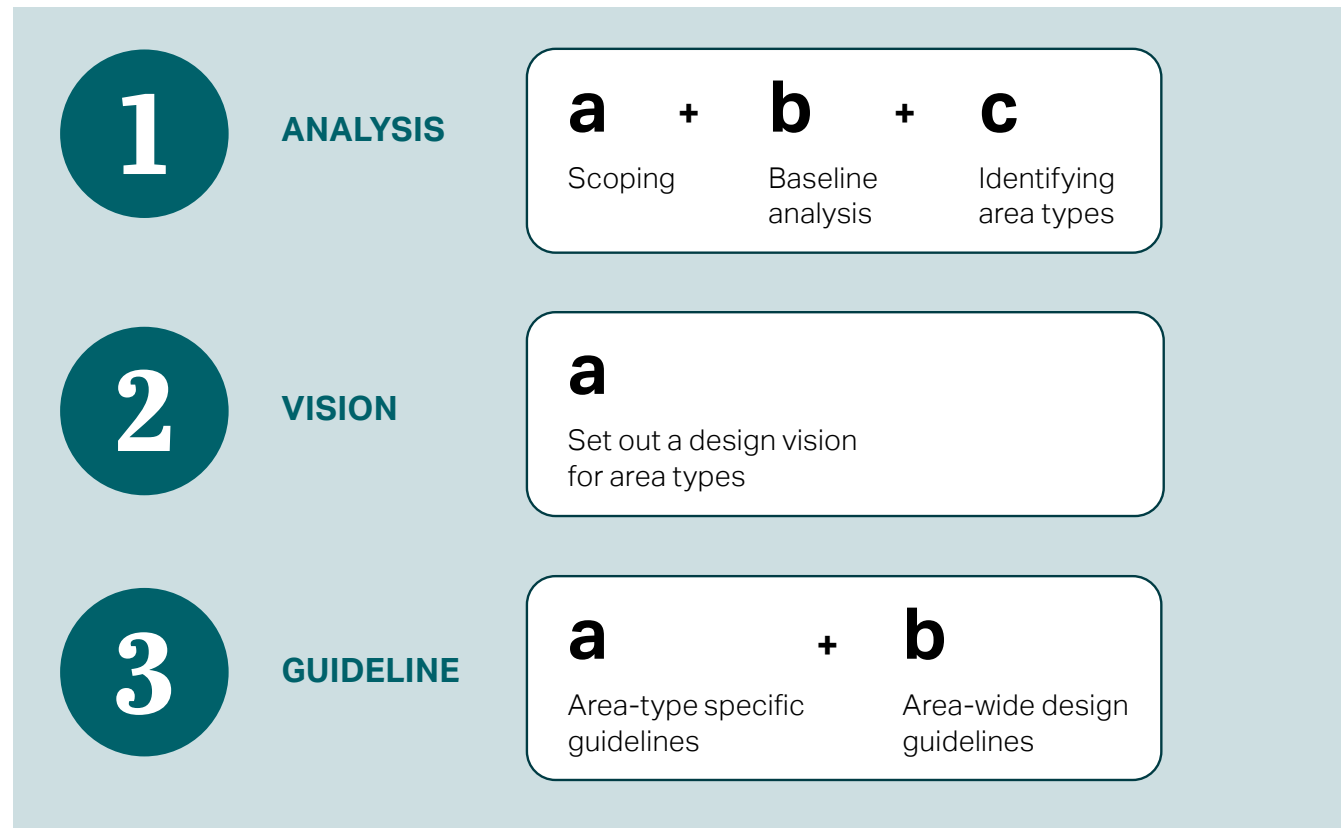 1
ANALYSIS
a + b + c
Scoping
Baseline
analysis
Identifying
area types
2
VISION
a
Set out a design vision
for area types
3
GUIDELINE
a + b
Area-type specific
guidelines
Area-wide design
guidelines